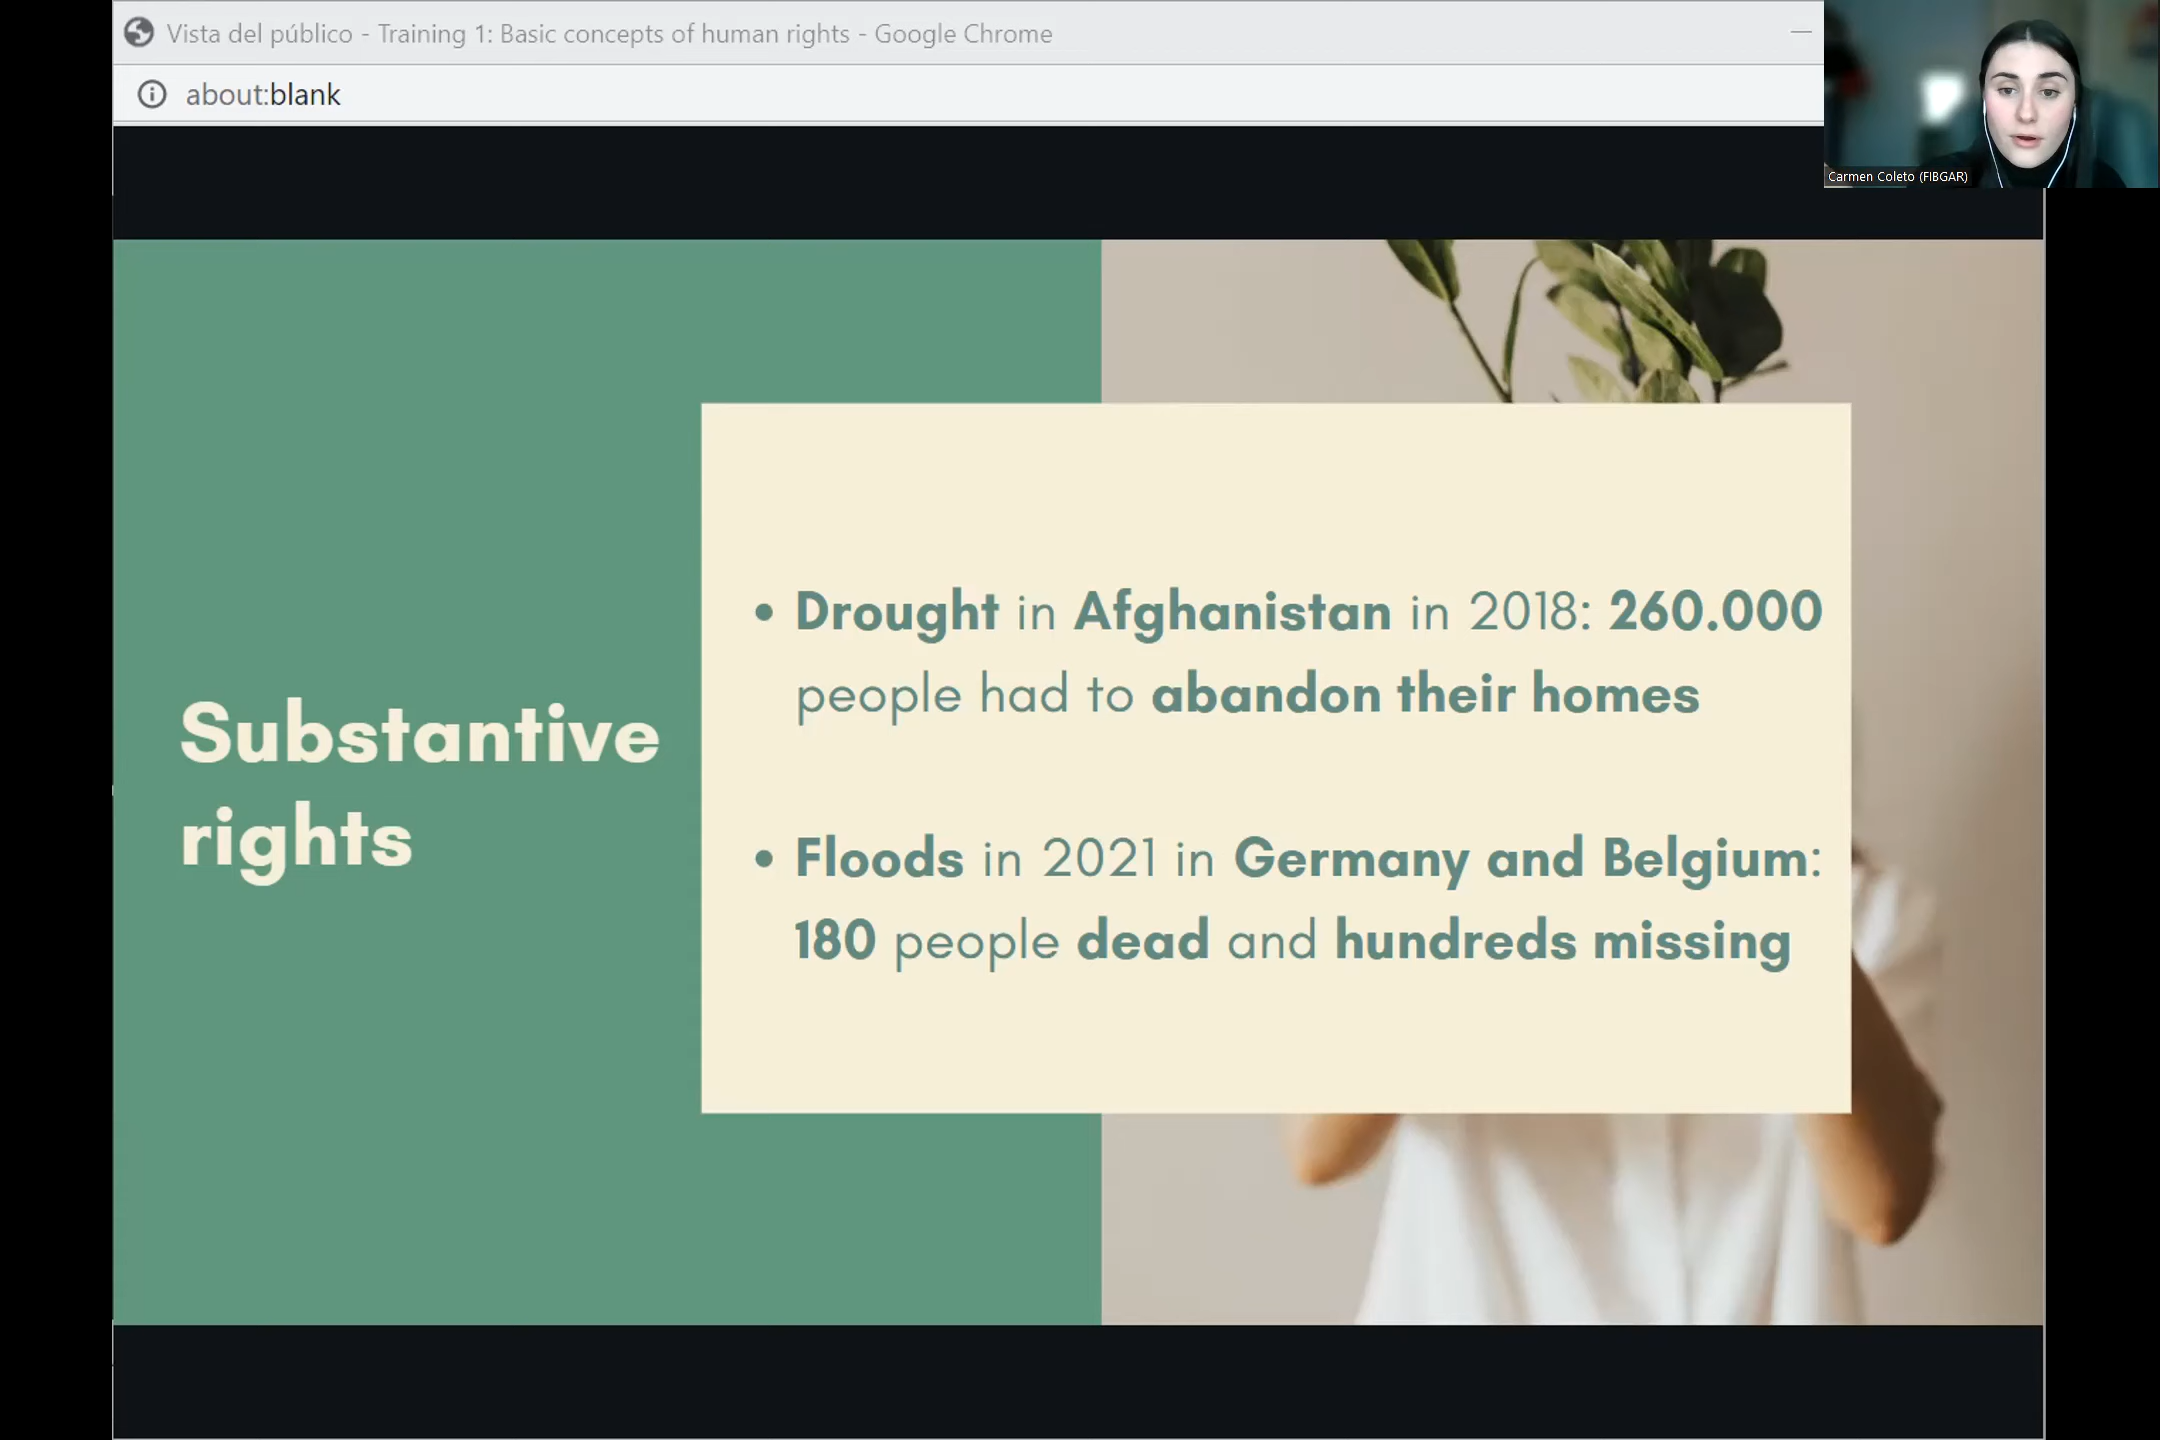 Vista del público - Training 1: Basic concepts of human rights - Google Chrome
about:blank
Carmen Coleto (FIBGAR)
Substantive
rights
• Drought in Afghanistan in 2018: 260.000
people had to abandon their homes
• Floods in 2021 in Germany and Belgium:
180 people dead and hundreds missing